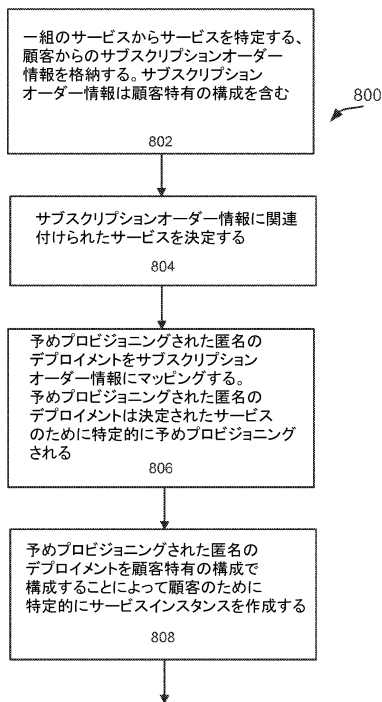 一組のサービスからサービスを特定する、
顧客からのサブスクリプションオーダー
情報を格納する。サブスクリプション
オーダー情報は顧客特有の構成を含む
802
800
サブスクリプションオーダー情報に関連
付けられたサービスを決定する
804
予めプロビジョニングされた匿名の
デプロイメントをサブスクリプション
オーダー情報にマッピングする。
予めプロビジョニングされた匿名の
デプロイメントは決定されたサービス
のために特定的に予めプロビジョニング
される
806
予めプロビジョニングされた匿名の
デプロイメントを顧客特有の構成で
構成することによって顧客のために
特定的にサービスインスタンスを作成する
808